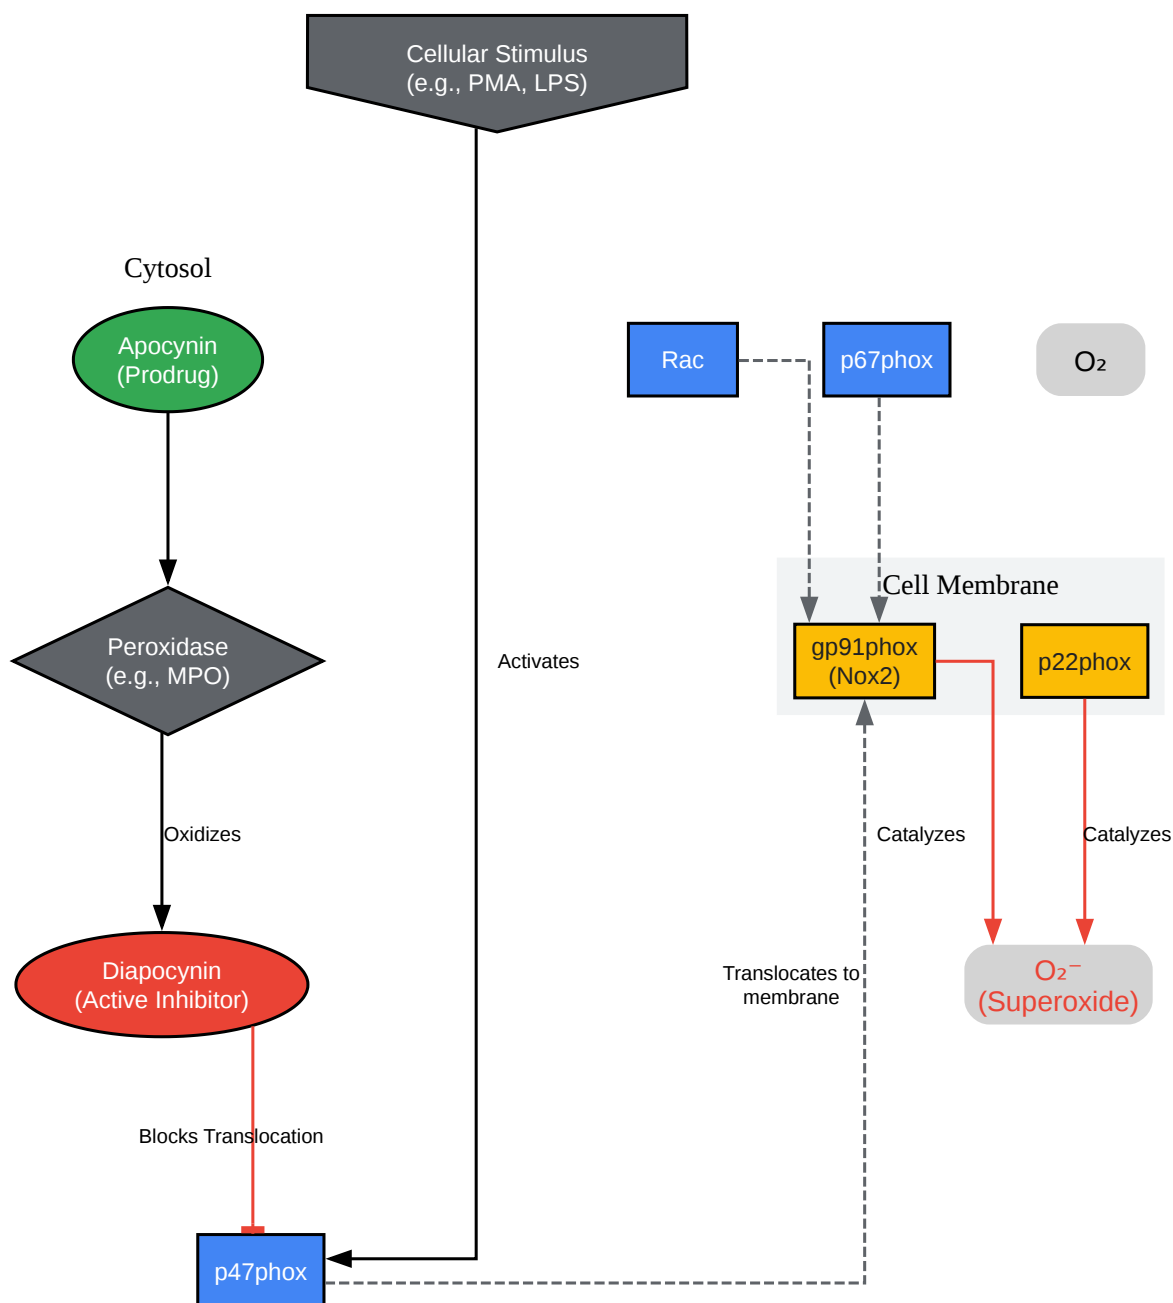 Cellular Stimulus
(e.g., PMA, LPS)
Cytosol
Apocynin
(Prodrug)
Rac
p67phox
O₂
Cell Membrane
Peroxidase
(e.g., MPO)
Activates
gp91phox
(Nox2)
p22phox
Oxidizes
Catalyzes
Catalyzes
Diapocynin
(Active Inhibitor)
Translocates to
membrane
O₂⁻
(Superoxide)
Blocks Translocation
p47phox